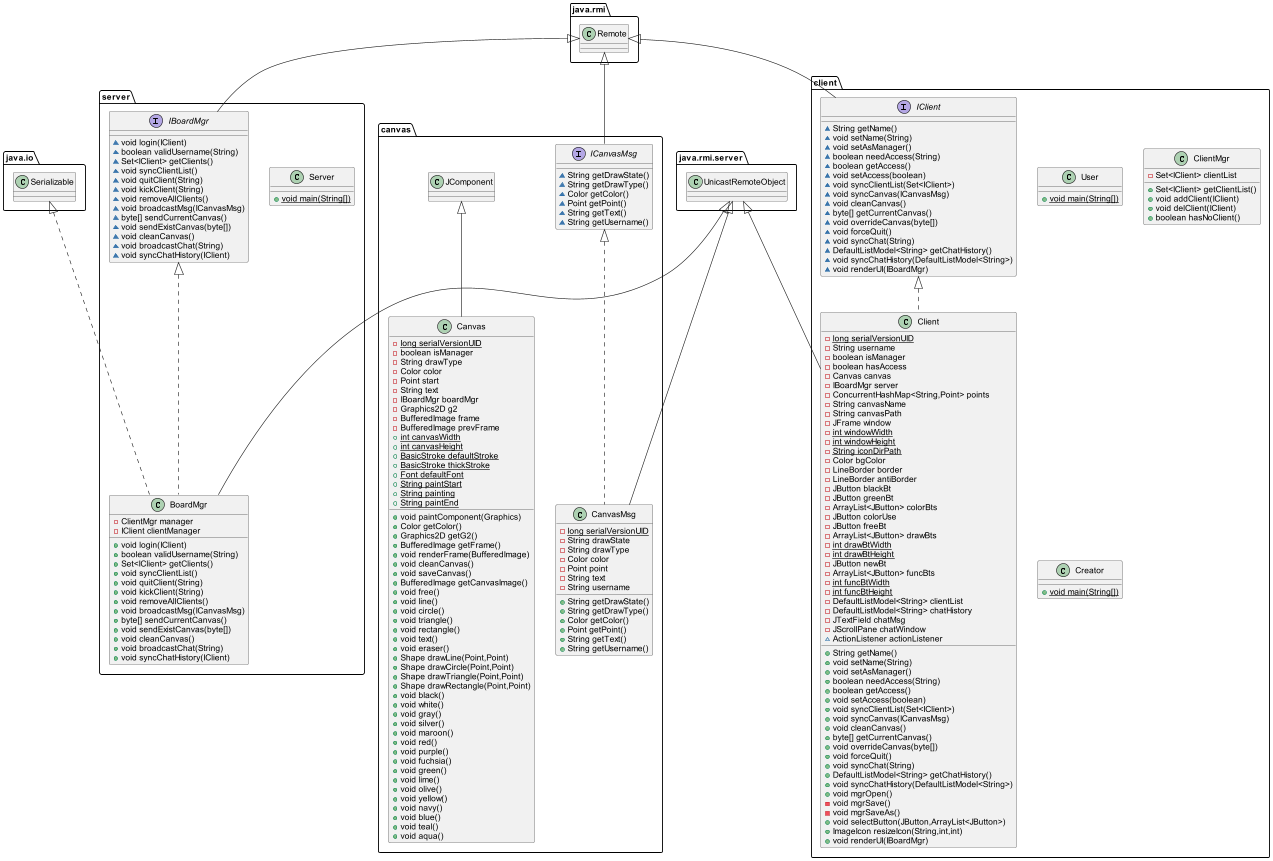 java.rmi
C Remote
server
I IBoardMgr
void login(IClient)
boolean validUsername(String)
Set<IClient> getClients()
void syncClientList()
void quitClient(String)
void kickClient(String)
void removeAllClients()
void broadcastMsg(ICanvasMsg)
byte[] sendCurrentCanvas()
void sendExistCanvas(byte[])
void cleanCanvas()
void broadcastChat(String)
void syncChatHistory(IClient)
C Server
void main(String[])
java.io
C Serializable
C BoardMgr
ClientMgr manager
IClient clientManager
void login(IClient)
boolean validUsername(String)
Set<IClient> getClients()
void syncClientList()
void quitClient(String)
void kickClient(String)
void removeAllClients()
void broadcastMsg(ICanvasMsg)
byte[] sendCurrentCanvas()
void sendExistCanvas(byte[])
void cleanCanvas()
void broadcastChat(String)
void syncChatHistory(IClient)
canvas
C JComponent
I ICanvasMsg
String getDrawState()
String getDrawType()
Color getColor()
Point getPoint()
String getText()
String getUsername()
C Canvas
long serialVersionUID
boolean isManager
String drawType
Color color
Point start
String text
IBoardMgr boardMgr
Graphics2D g2
BufferedImage frame
BufferedImage prevFrame
int canvasWidth
int canvasHeight
BasicStroke defaultStroke
BasicStroke thickStroke
Font defaultFont
String paintStart
String painting
String paintEnd
void paintComponent(Graphics)
Color getColor()
Graphics2D getG2()
BufferedImage getFrame()
void renderFrame(BufferedImage)
void cleanCanvas()
void saveCanvas()
BufferedImage getCanvasImage()
void free()
void line()
void circle()
void triangle()
void rectangle()
void text()
void eraser()
Shape drawLine(Point,Point)
Shape drawCircle(Point,Point)
Shape drawTriangle(Point,Point)
Shape drawRectangle(Point,Point)
void black()
void white()
void gray()
void silver()
void maroon()
void red()
void purple()
void fuchsia()
void green()
void lime()
void olive()
void yellow()
void navy()
void blue()
void teal()
void aqua()
C CanvasMsg
long serialVersionUID
String drawState
String drawType
Color color
Point point
String text
String username
String getDrawState()
String getDrawType()
Color getColor()
Point getPoint()
String getText()
String getUsername()
java.rmi.server
C UnicastRemoteObject
client
I IClient
String getName()
void setName(String)
void setAsManager()
boolean needAccess(String)
boolean getAccess()
void setAccess(boolean)
void syncClientList(Set<IClient>)
void syncCanvas(ICanvasMsg)
void cleanCanvas()
byte[] getCurrentCanvas()
void overrideCanvas(byte[])
void forceQuit()
void syncChat(String)
DefaultListModel<String> getChatHistory()
void syncChatHistory(DefaultListModel<String>)
void renderUI(IBoardMgr)
C User
void main(String[])
C ClientMgr
Set<IClient> clientList
Set<IClient> getClientList()
void addClient(IClient)
void delClient(IClient)
boolean hasNoClient()
C Client
long serialVersionUID
String username
boolean isManager
boolean hasAccess
Canvas canvas
IBoardMgr server
ConcurrentHashMap<String,Point> points
String canvasName
String canvasPath
JFrame window
int windowWidth
int windowHeight
String iconDirPath
Color bgColor
LineBorder border
LineBorder antiBorder
JButton blackBt
JButton greenBt
ArrayList<JButton> colorBts
JButton colorUse
JButton freeBt
ArrayList<JButton> drawBts
int drawBtWidth
int drawBtHeight
JButton newBt
ArrayList<JButton> funcBts
int funcBtWidth
int funcBtHeight
DefaultListModel<String> clientList
DefaultListModel<String> chatHistory
JTextField chatMsg
JScrollPane chatWindow
ActionListener actionListener
String getName()
void setName(String)
void setAsManager()
boolean needAccess(String)
boolean getAccess()
void setAccess(boolean)
void syncClientList(Set<IClient>)
void syncCanvas(ICanvasMsg)
void cleanCanvas()
byte[] getCurrentCanvas()
void overrideCanvas(byte[])
void forceQuit()
void syncChat(String)
DefaultListModel<String> getChatHistory()
void syncChatHistory(DefaultListModel<String>)
void mgrOpen()
void mgrSave()
void mgrSaveAs()
void selectButton(JButton,ArrayList<JButton>)
ImageIcon resizeIcon(String,int,int)
void renderUI(IBoardMgr)
C Creator
void main(String[])